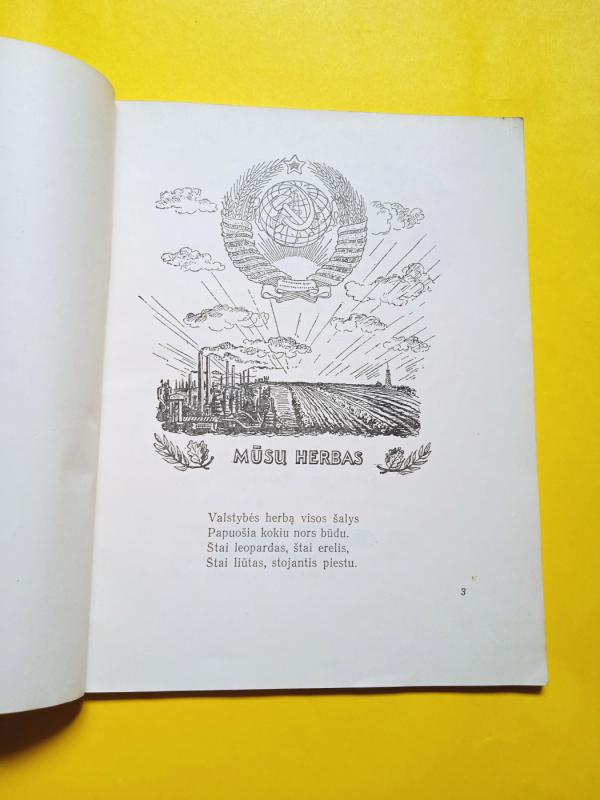 MŪSŲ HERBAS
Valstybės herbą visos šalys
Papuošia kokiu nors būdu.
Štai leopardas, štai erelis,
Štai liūtas, stojantis piestu.
3